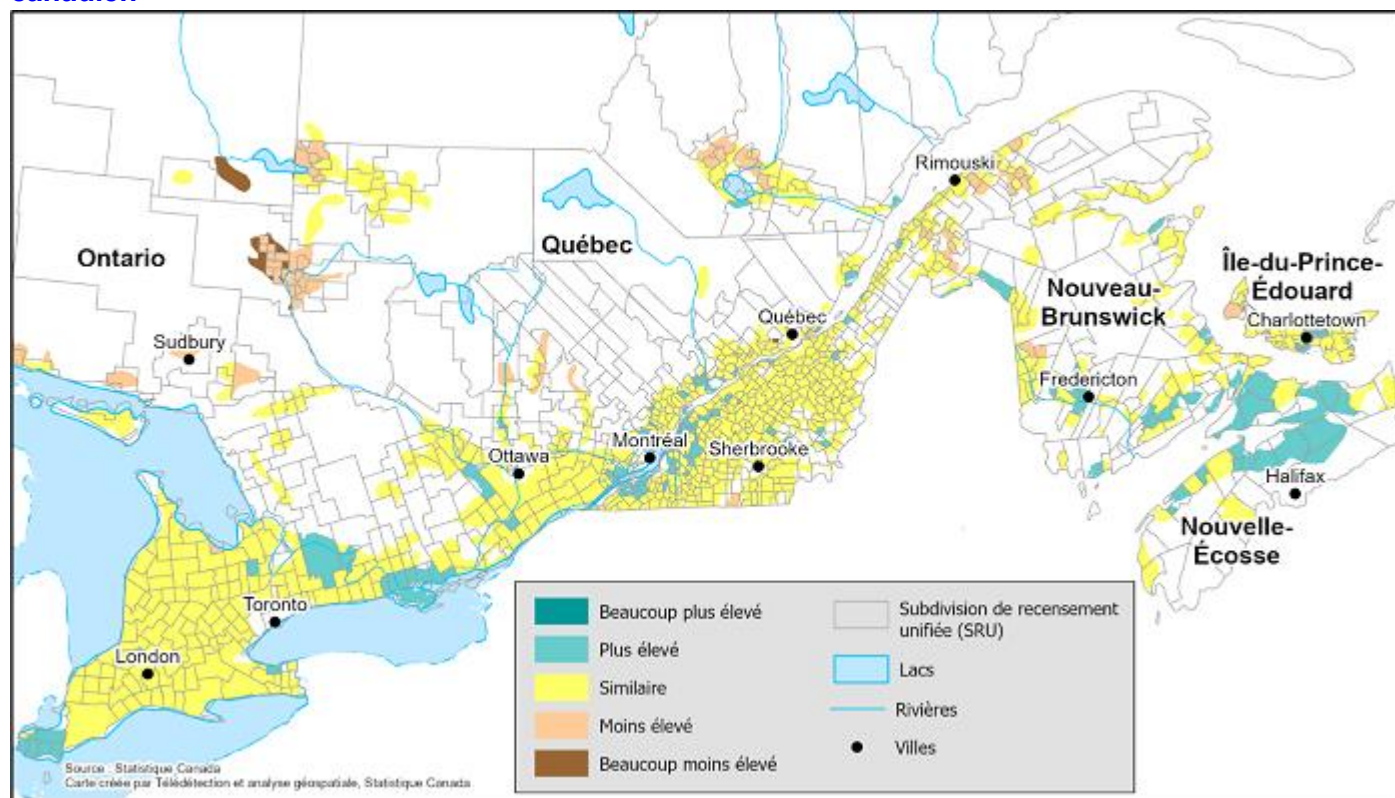 canadien
Rimouski
Ontario
Québec
Île-du-Prince-
Édouard
Nouveau-
Brunswick
Charlottetown
Québec
Sudbury
Fredericton
Montréal
Sherbrooke
Ottawa
Halifax
Nouvelle-
Écosse
Toronto
London
Beaucoup plus élevé
Plus élevé
Similaire
Moins élevé
Beaucoup moins élevé
Subdivision de recensement
unifiée (SRU)
Lacs
Rivières
Villes
Source : Statistique Canada
Carte créée par Télédétection et analyse géospatiale, Statistique Canada